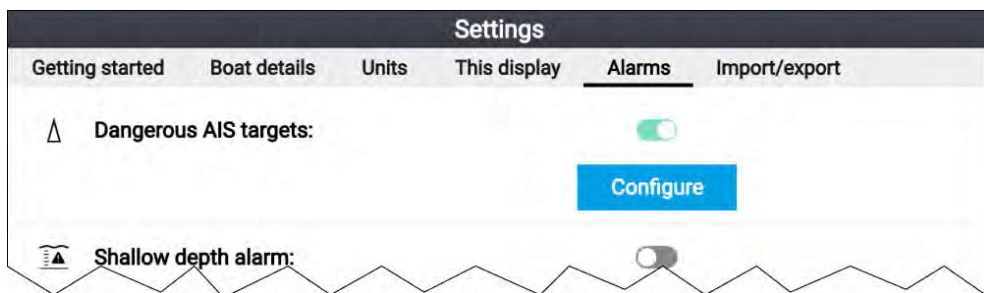 Settings
Getting started Boat details Units This display Alarms Import/export
Dangerous AIS targets:
Configure
Shallow depth alarm: